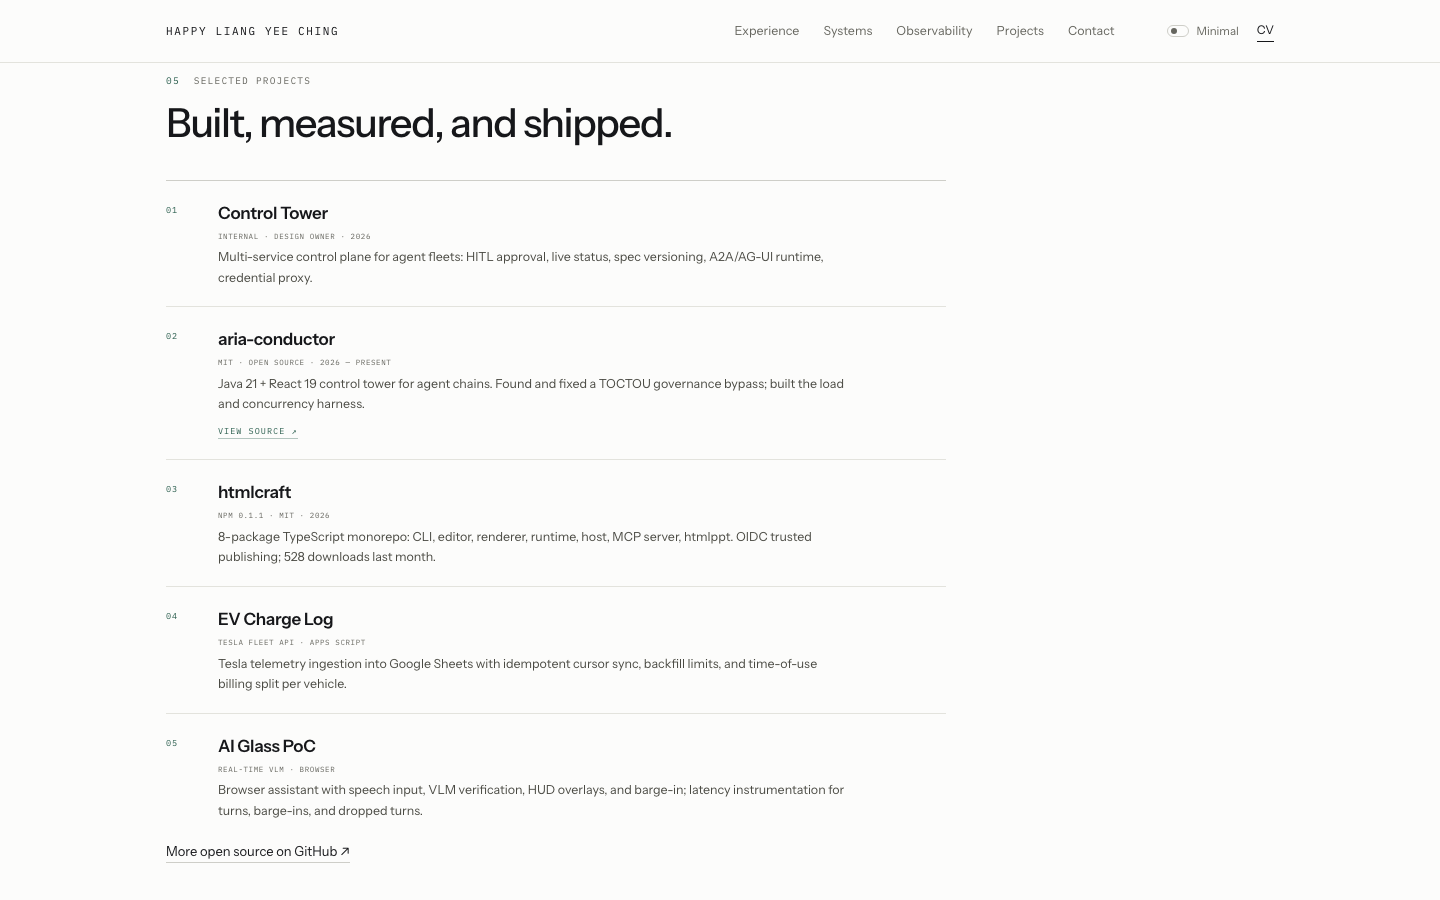 HAPPY LIANG YEE CHING
Experience
Systems
Observability
Projects
Contact
Minimal
CV
05 SELECTED PROJECTS
Built, measured, and shipped.
01
Control Tower
INTERNAL · DESIGN OWNER · 2026
Multi-service control plane for agent fleets: HITL approval, live status, spec versioning, A2A/AG-UI runtime,
credential proxy.
02
aria-conductor
MIT · OPEN SOURCE · 2026 — PRESENT
Java 21 + React 19 control tower for agent chains. Found and fixed a TOCTOU governance bypass; built the load
and concurrency harness.
VIEW SOURCE ↗
03
htmlcraft
NPM 0.1.1 · MIT · 2026
8-package TypeScript monorepo: CLI, editor, renderer, runtime, host, MCP server, htmlppt. OIDC trusted
publishing; 528 downloads last month.
04
EV Charge Log
TESLA FLEET API · APPS SCRIPT
Tesla telemetry ingestion into Google Sheets with idempotent cursor sync, backfill limits, and time-of-use
billing split per vehicle.
05
AI Glass PoC
REAL-TIME VLM · BROWSER
Browser assistant with speech input, VLM verification, HUD overlays, and barge-in; latency instrumentation for
turns, barge-ins, and dropped turns.
More open source on GitHub ↗